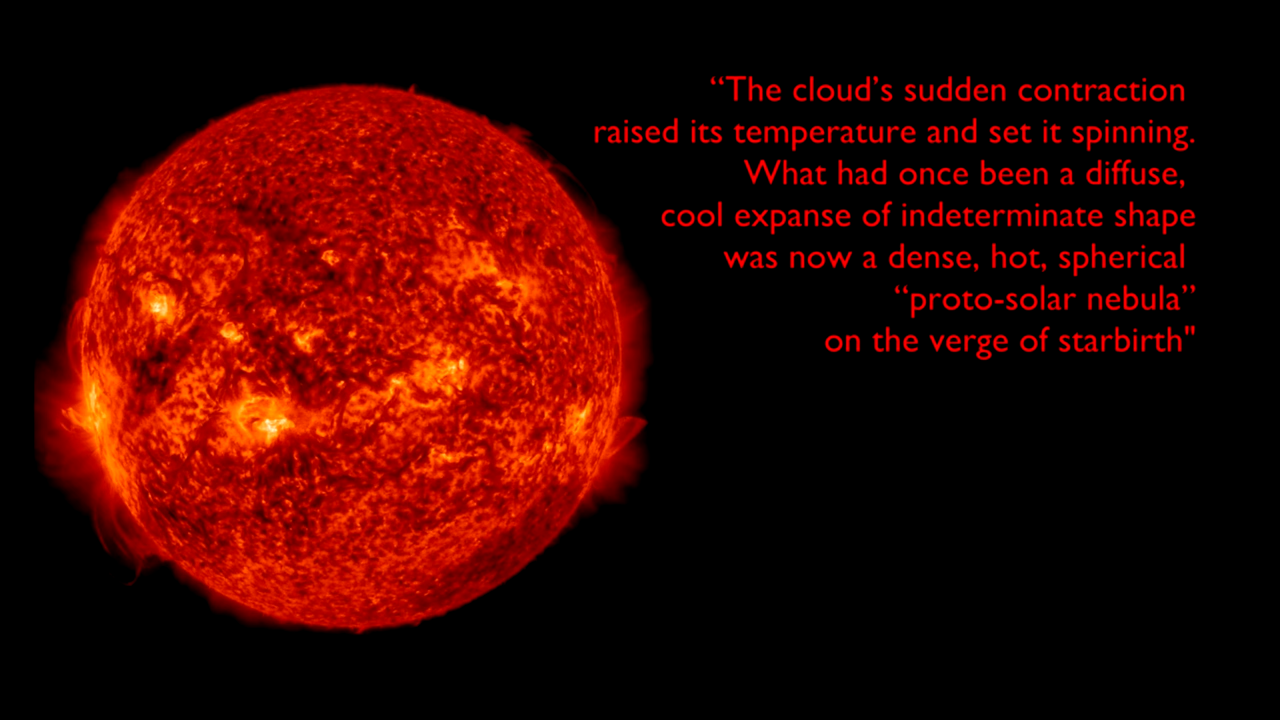 “The cloud’s sudden contraction
raised its temperature and set it spinning.
What had once been a diffuse,
cool expanse of indeterminate shape
was now a dense, hot, spherical
“proto-solar nebula”
on the verge of starbirth"